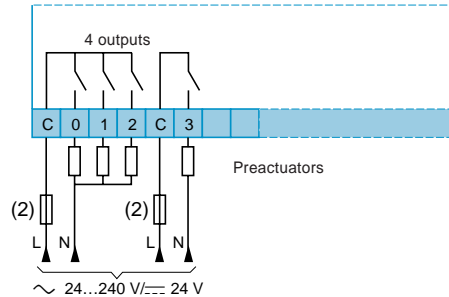 4 outputs
C 0 1 2 C 3
Preactuators
(2) (2)
L N L N
24...240 V/ 24 V